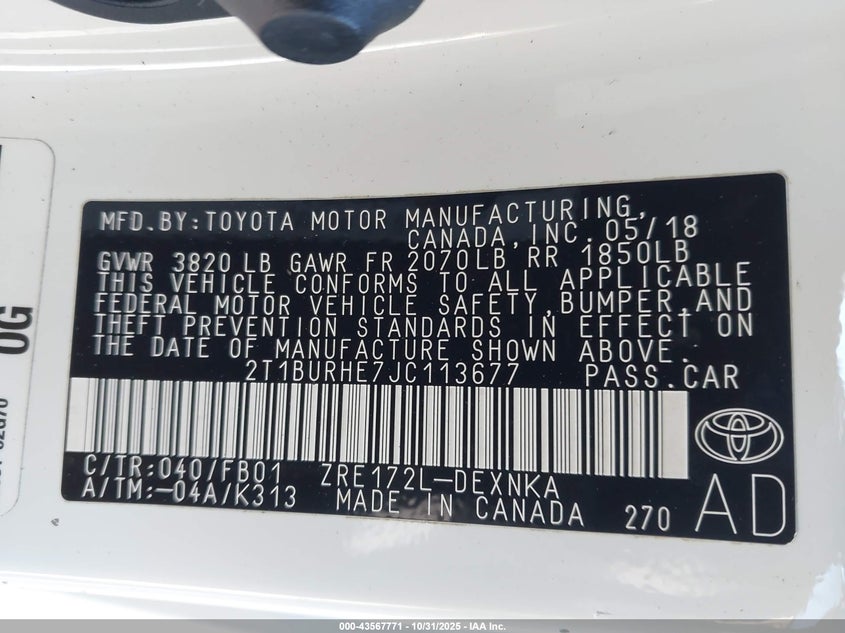 MFD.BY:TOYOTA MOTOR MANUFACTURING,
CANADA,INC. 05/18
GVWR 3820 LB GAWR FR 2070LB RR 1850LB
THIS VEHICLE CONFORMS TO ALL APPLICABLE
FEDERAL MOTOR VEHICLE SAFETY,BUMPER,AND
THEFT PREVENTION STANDARDS IN EFFECT ON
THE DATE OF MANUFACTURE SHOWN ABOVE.
2T1BURHE7JC113677 PASS.CAR
C/TR:040/FB01 ZRE172L-DEXNKA
A/TM:-04A/K313 MADE IN CANADA 270
AD
0G
000-43567771 - 10/31/2025 - IAA Inc.